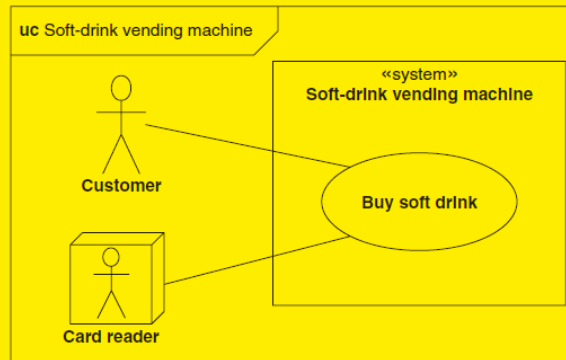 uc Soft-drink vending machine
«system»
Soft-drink vending machine
Customer
Buy soft drink
Card reader